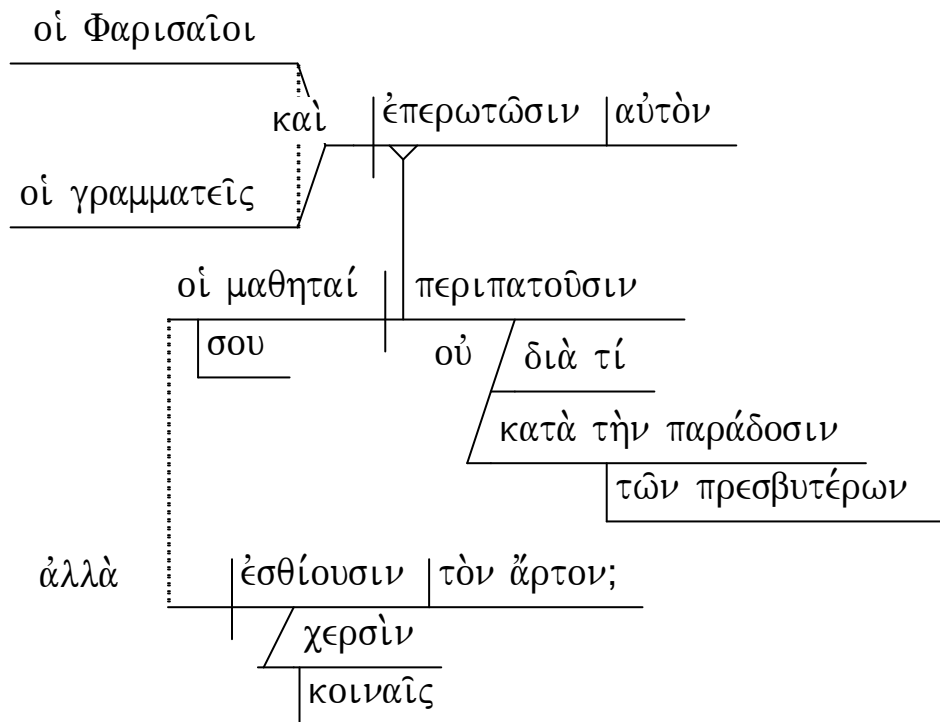 οἱ Φαρισαῖοι
καὶ
ἐπερωτῶσιν αὐτὸν
οἱ γραμματεῖς
οἱ μαθηταί περιπατοῦσιν
σου
οὐ
διὰ τί
κατὰ τὴν παράδοσιν
τῶν πρεσβυτέρων
ἀλλὰ
ἐσθίουσιν τὸν ἄρτον;
χερσὶν
κοιναῖς